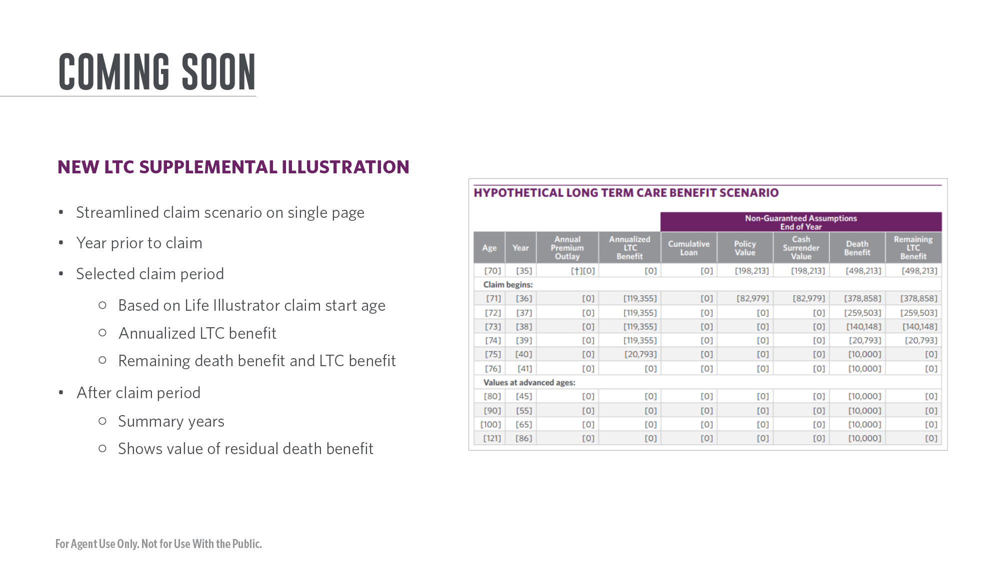 COMING SOON
NEW LTC SUPPLEMENTAL ILLUSTRATION
• Streamlined claim scenario on single page
• Year prior to claim
• Selected claim period
○ Based on Life Illustrator claim start age
○ Annualized LTC benefit
○ Remaining death benefit and LTC benefit
• After claim period
○ Summary years
○ Shows value of residual death benefit
HYPOTHETICAL LONG TERM CARE BENEFIT SCENARIO
Non-Guaranteed Assumptions
End of Year
Age Year Annual Premium Outlay Annualized LTC Benefit Cumulative Loan Policy Value Cash Surrender Value Death Benefit Remaining LTC Benefit
[70] [35] [†][0] [0] [0] [198,213] [198,213] [498,213] [498,213]
Claim begins:
[71] [36] [0] [119,355] [0] [82,979] [82,979] [378,858] [378,858]
[72] [37] [0] [119,355] [0] [0] [0] [259,503] [259,503]
[73] [38] [0] [119,355] [0] [0] [0] [140,148] [140,148]
[74] [39] [0] [119,355] [0] [0] [0] [20,793] [20,793]
[75] [40] [0] [20,793] [0] [0] [0] [10,000] [0]
[76] [41] [0] [0] [0] [0] [0] [10,000] [0]
Values at advanced ages:
[80] [45] [0] [0] [0] [0] [0] [10,000] [0]
[90] [55] [0] [0] [0] [0] [0] [10,000] [0]
[100] [65] [0] [0] [0] [0] [0] [10,000] [0]
[121] [86] [0] [0] [0] [0] [0] [10,000] [0]
For Agent Use Only. Not for Use With the Public.